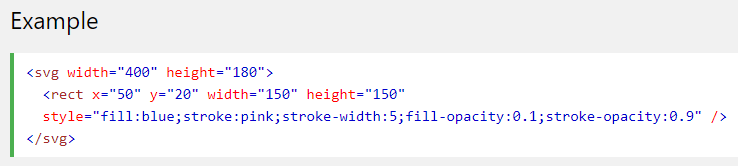 Example
<svg width="400" height="180">
<rect x="50" y="20" width="150" height="150"
style="fill:blue;stroke:pink;stroke-width:5;fill-opacity:0.1;stroke-opacity:0.9" />
</svg>